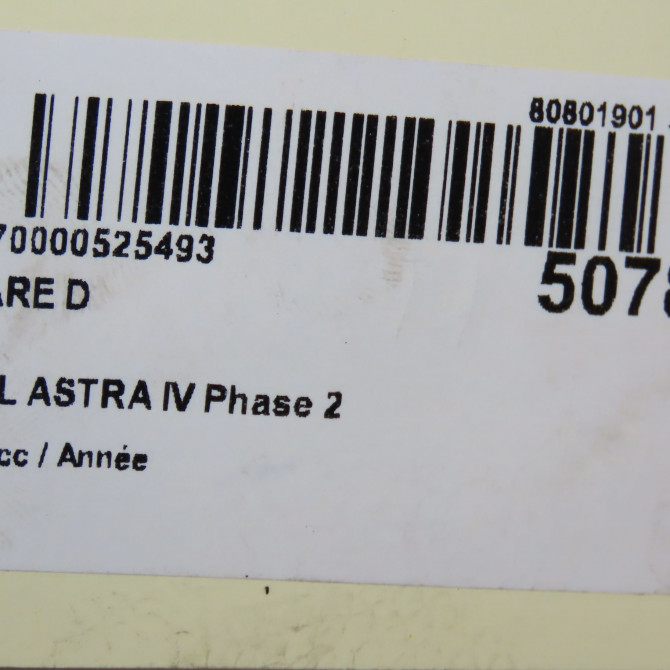 80801901
70000525493
ARE D
5078
L ASTRA IV Phase 2
cc / Année